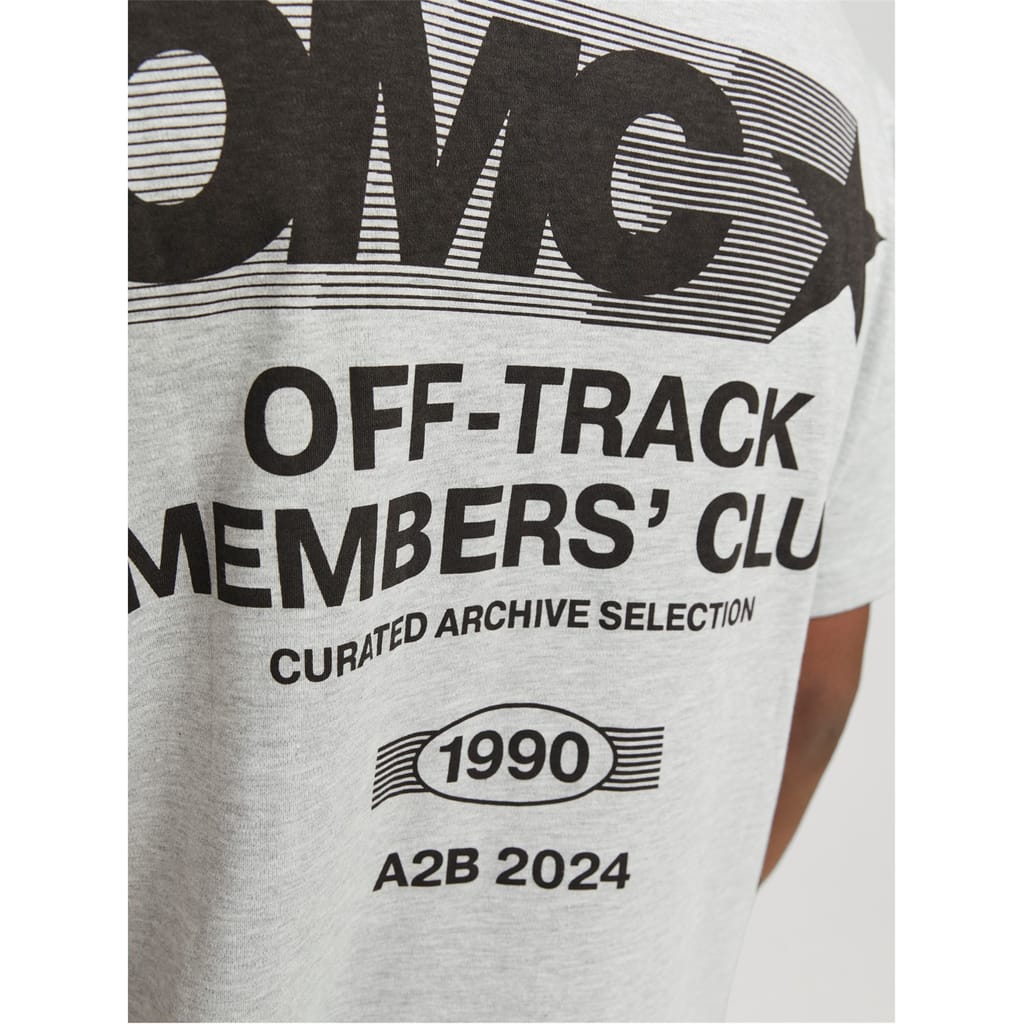 OMC
OFF-TRACK
MEMBERS' CLU
CURATED ARCHIVE SELECTION
1990
A2B 2024